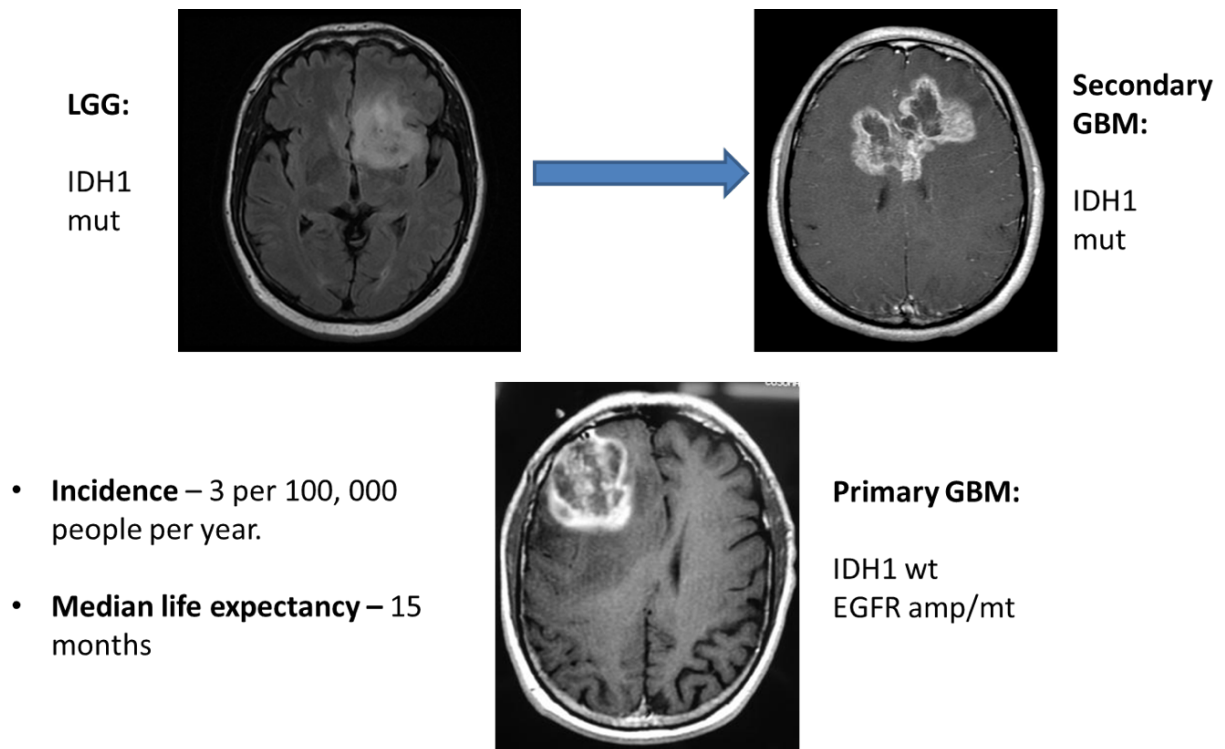 LGG:
IDH1
mut
Secondary
GBM:
IDH1
mut
• Incidence – 3 per 100, 000
people per year.
• Median life expectancy – 15
months
Primary GBM:
IDH1 wt
EGFR amp/mt